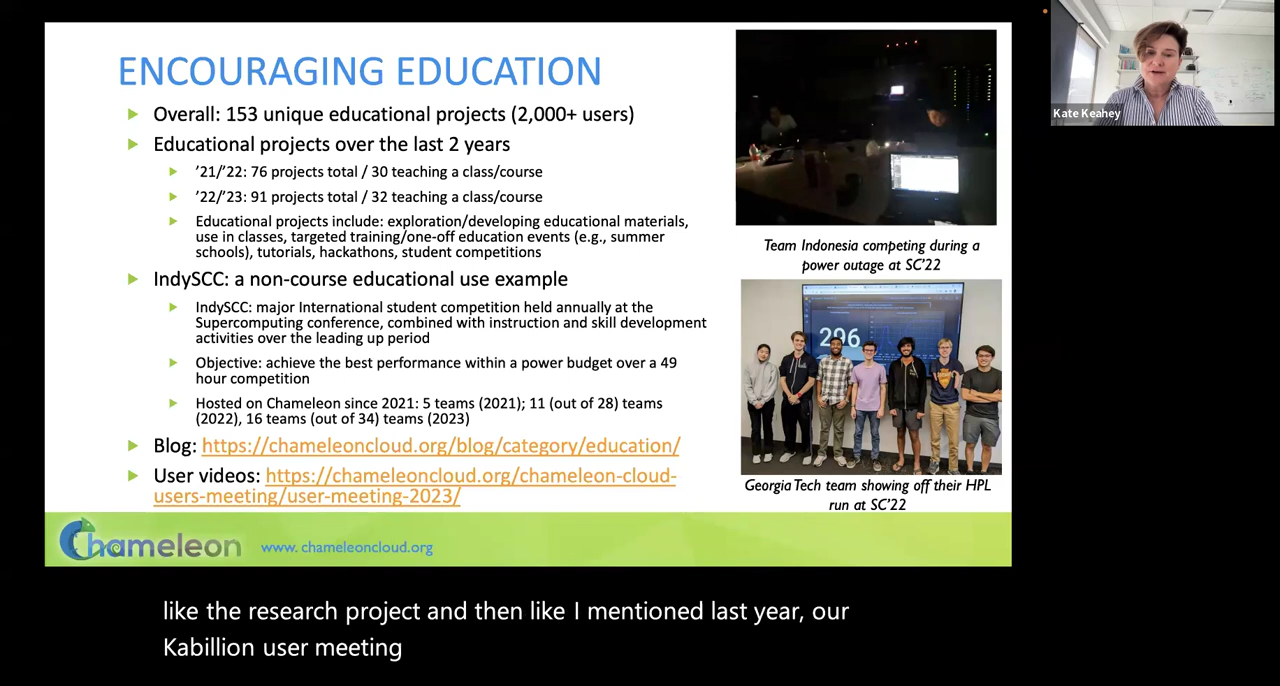 ENCOURAGING EDUCATION
Overall: 153 unique educational projects (2,000+ users)
Educational projects over the last 2 years
’21/’22: 76 projects total / 30 teaching a class/course
’22/’23: 91 projects total / 32 teaching a class/course
Educational projects include: exploration/developing educational materials,
use in classes, targeted training/one-off education events (e.g., summer
schools), tutorials, hackathons, student competitions
IndySCC: a non-course educational use example
IndySCC: major International student competition held annually at the
Supercomputing conference, combined with instruction and skill development
activities over the leading up period
Objective: achieve the best performance within a power budget over a 49
hour competition
Hosted on Chameleon since 2021: 5 teams (2021); 11 (out of 28) teams
(2022), 16 teams (out of 34) teams (2023)
Blog: https://chameleoncloud.org/blog/category/education/
User videos: https://chameleoncloud.org/chameleon-cloud-
users-meeting/user-meeting-2023/
Team Indonesia competing during a
power outage at SC’22
296
Georgia Tech team showing off their HPL
run at SC’22
Chameleon
www. chameleoncloud.org
Kate Keahey
like the research project and then like I mentioned last year, our
Kabillion user meeting